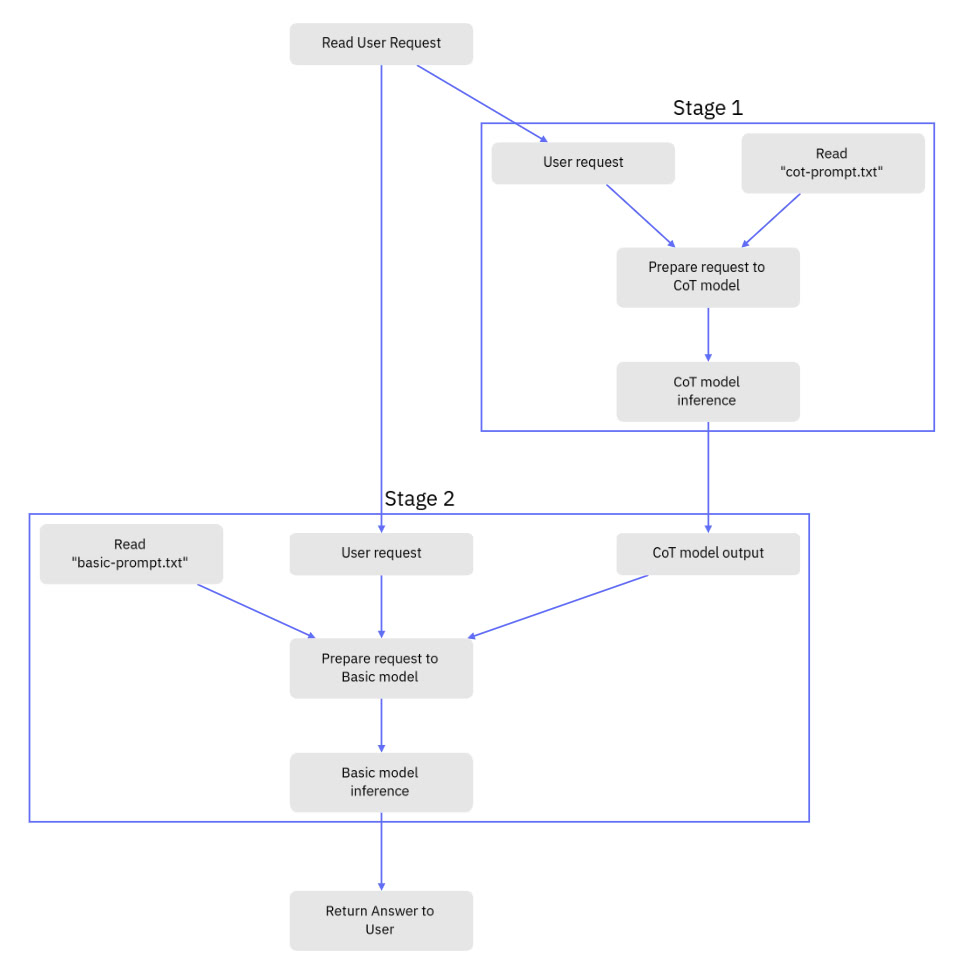 Read User Request
Stage 1
User request
Read
"cot-prompt.txt"
Prepare request to
CoT model
CoT model
inference
Stage 2
Read
"basic-prompt.txt"
User request
CoT model output
Prepare request to
Basic model
Basic model
inference
Return Answer to
User